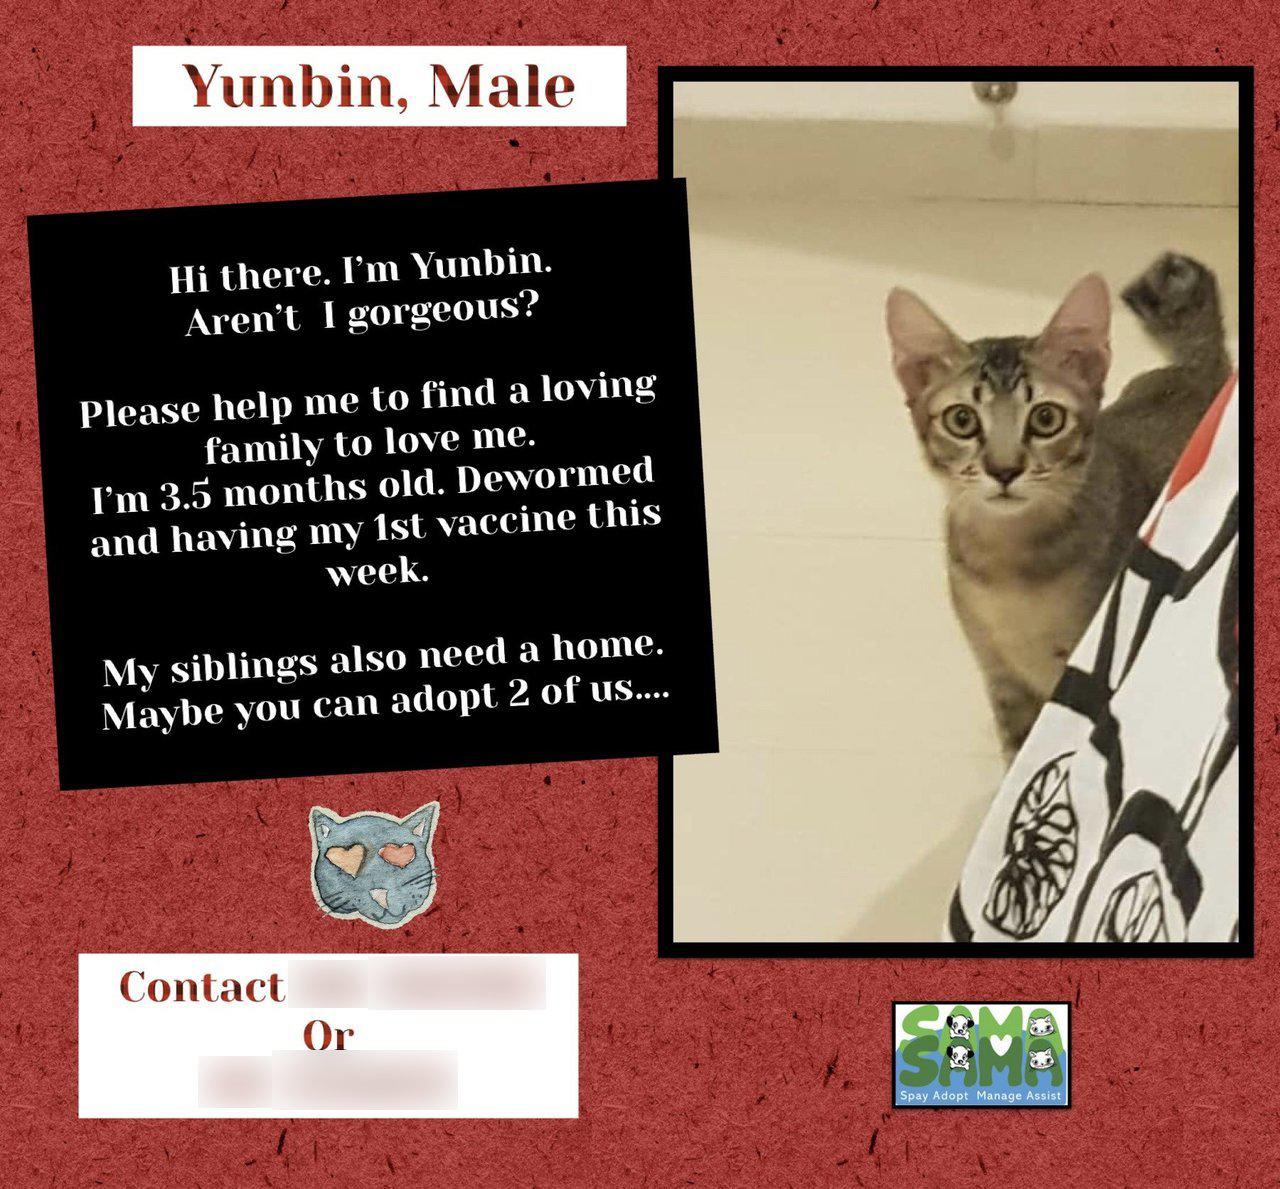 Yunbin, Male
Hi there. I'm Yunbin.
Aren't I gorgeous?
Please help me to find a loving
family to love me.
I'm 3.5 months old. Dewormed
and having my 1st vaccine this
week.
My siblings also need a home.
Maybe you can adopt 2 of us....
Contact
Or
SAMA
SAMA
Spay Adopt Manage Assist